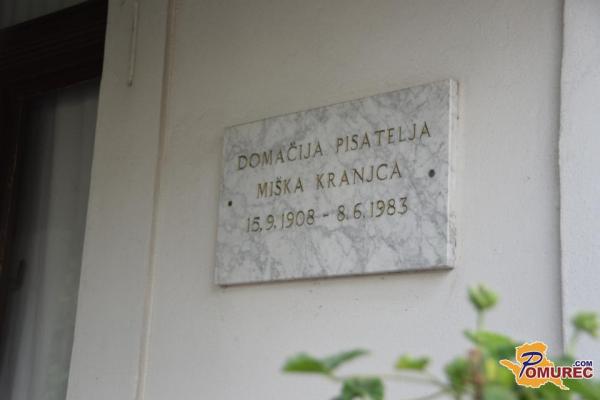 DOMAČIJA PISATELJA
MIŠKA KRANJCA
15.9.1908 - 8.6.1983
POMUREC.COM